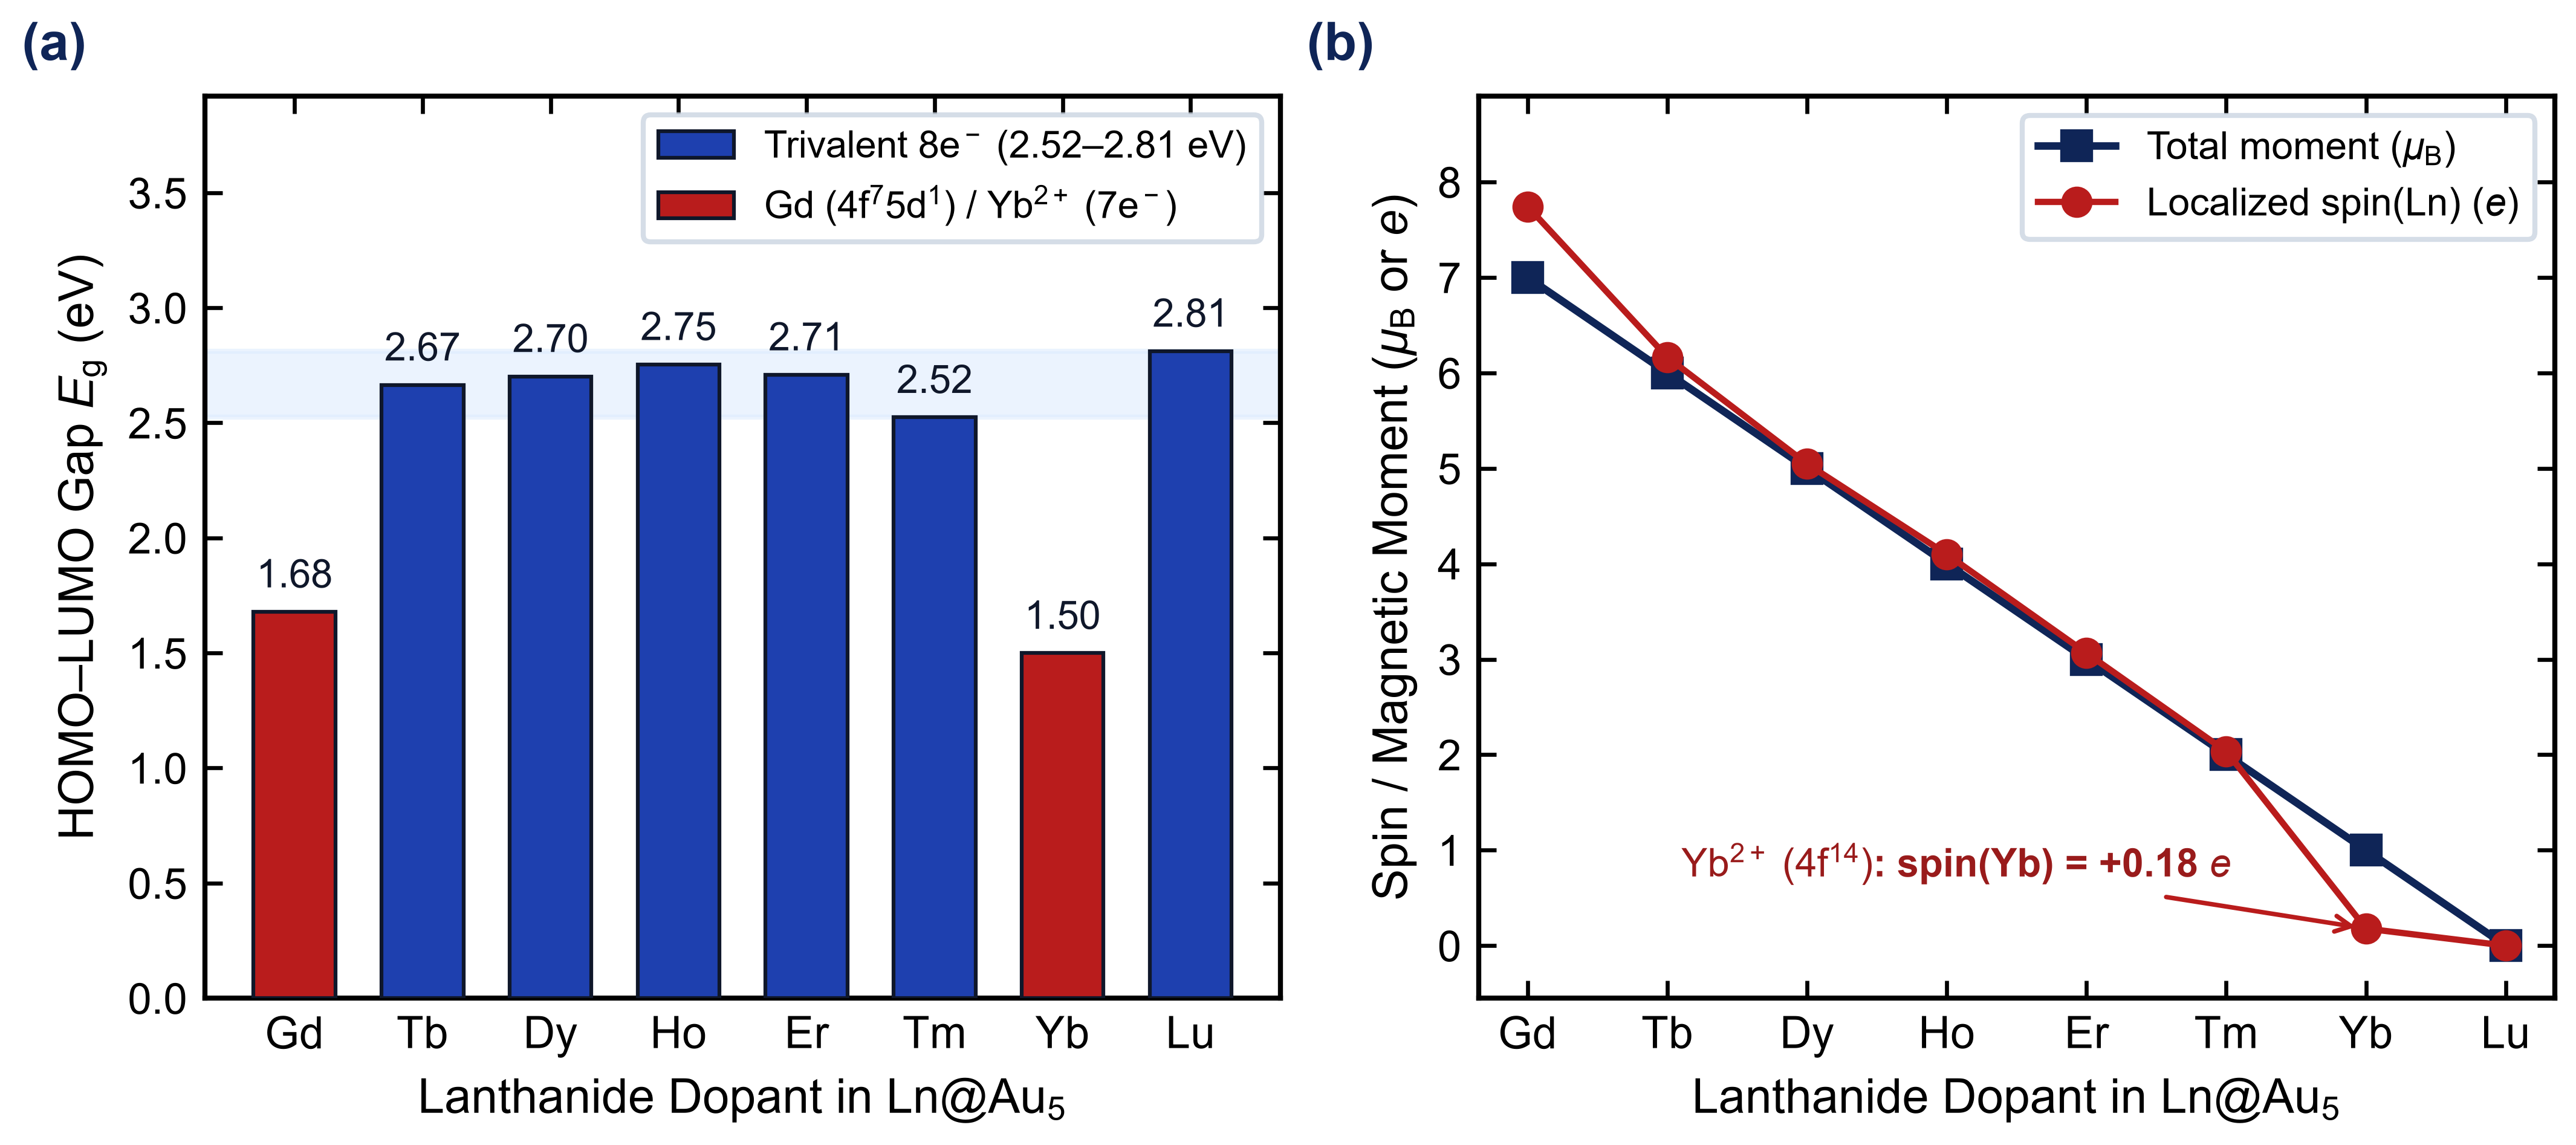 (a)
HOMO–LUMO Gap E₉ (eV)
3.5
3.0
2.5
2.0
1.5
1.0
0.5
0.0
Trivalent 8e⁻ (2.52–2.81 eV)
Gd (4f⁷5d¹) / Yb²⁺ (7e⁻)
1.68
2.67
2.70
2.75
2.71
2.52
1.50
2.81
Gd Tb Dy Ho Er Tm Yb Lu
Lanthanide Dopant in Ln@Au₅
(b)
Spin / Magnetic Moment (μB or e)
8
7
6
5
4
3
2
1
0
Total moment (μB)
Localized spin(Ln) (e)
Yb²⁺ (4f¹⁴): spin(Yb) = +0.18 e
Gd Tb Dy Ho Er Tm Yb Lu
Lanthanide Dopant in Ln@Au₅